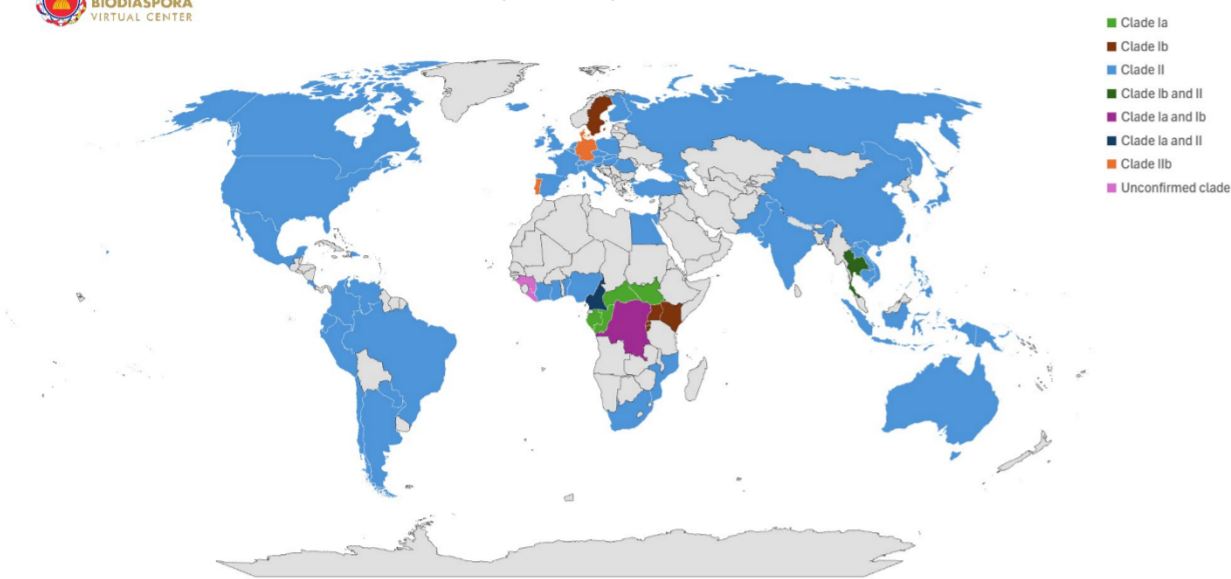 BIODIASPORA
VIRTUAL CENTER
Clade Ia
Clade Ib
Clade II
Clade Ib and II
Clade Ia and Ib
Clade Ia and II
Clade IIb
Unconfirmed clade